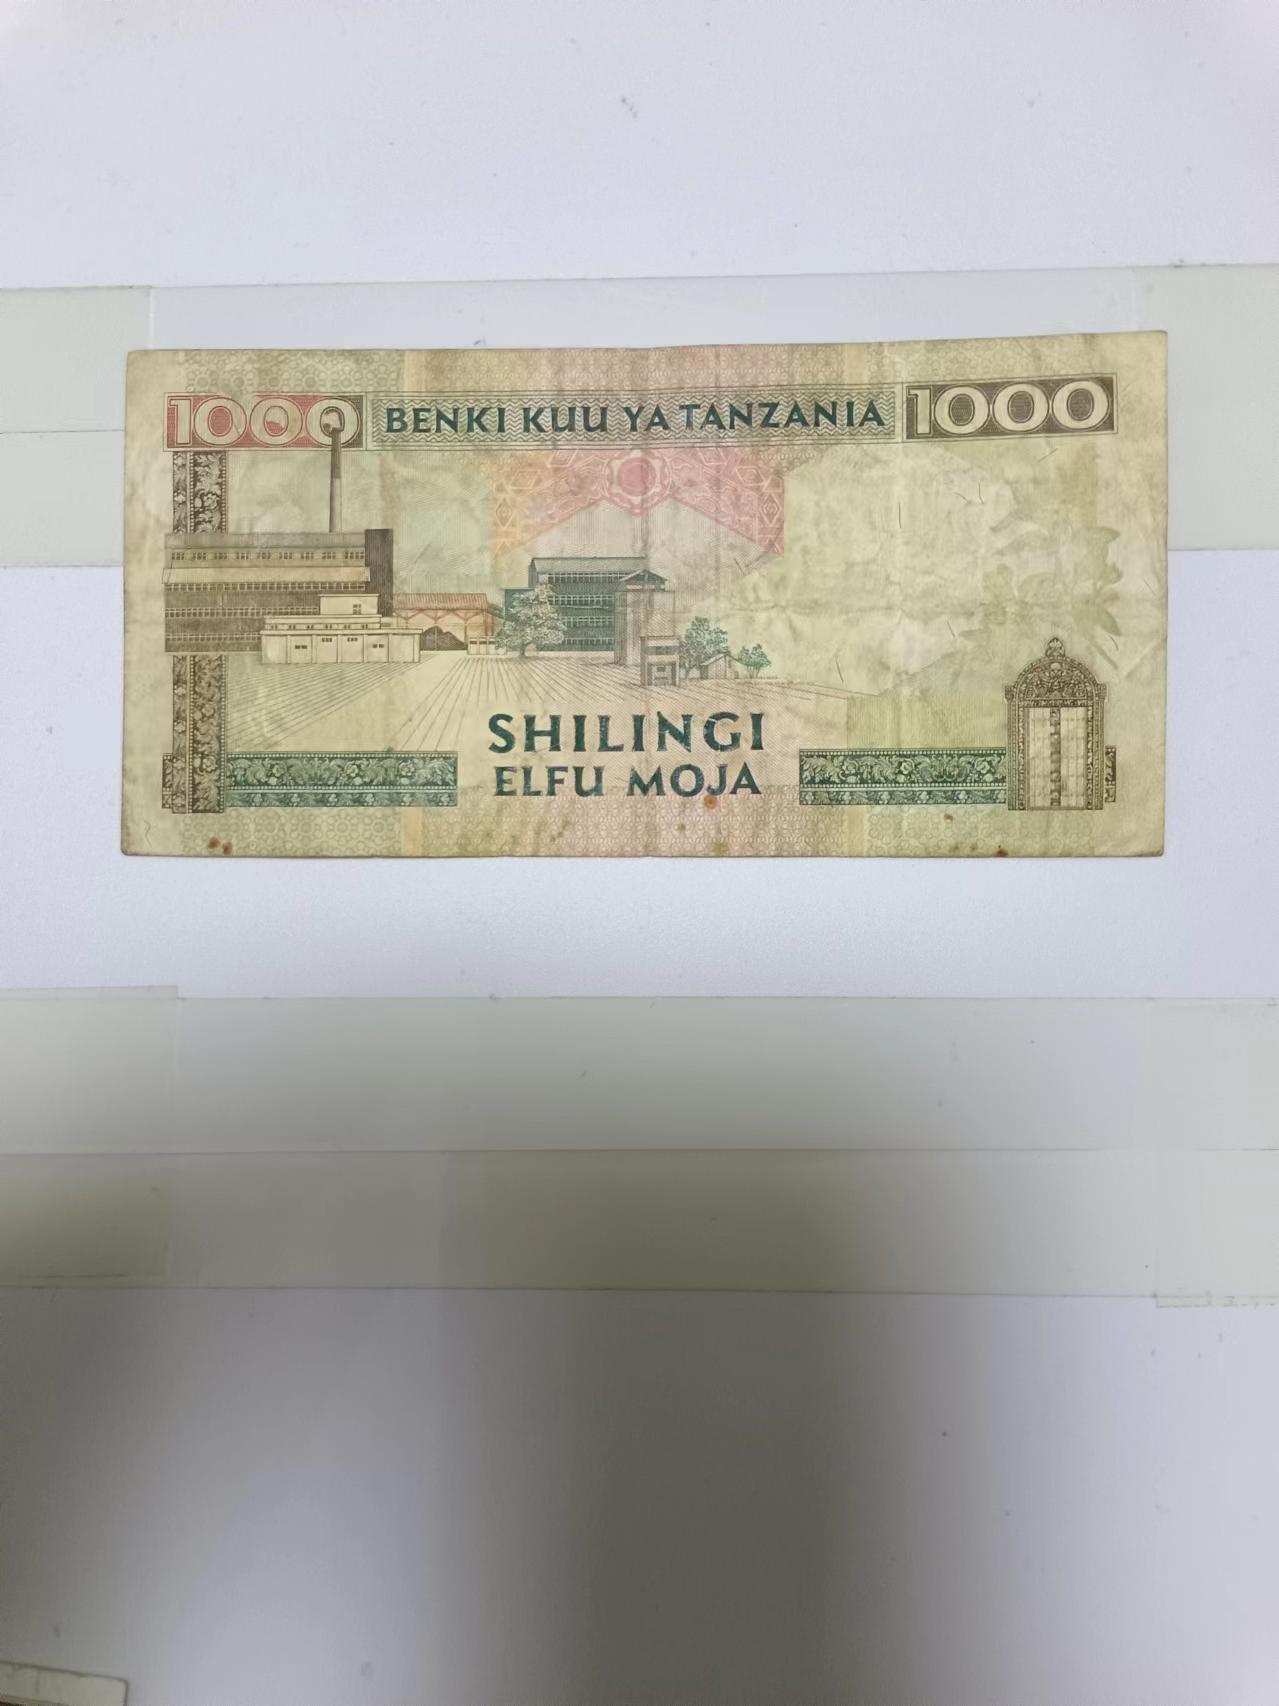 1000 BENKI KUU YA TANZANIA 1000
SHILINGI
ELFU MOJA